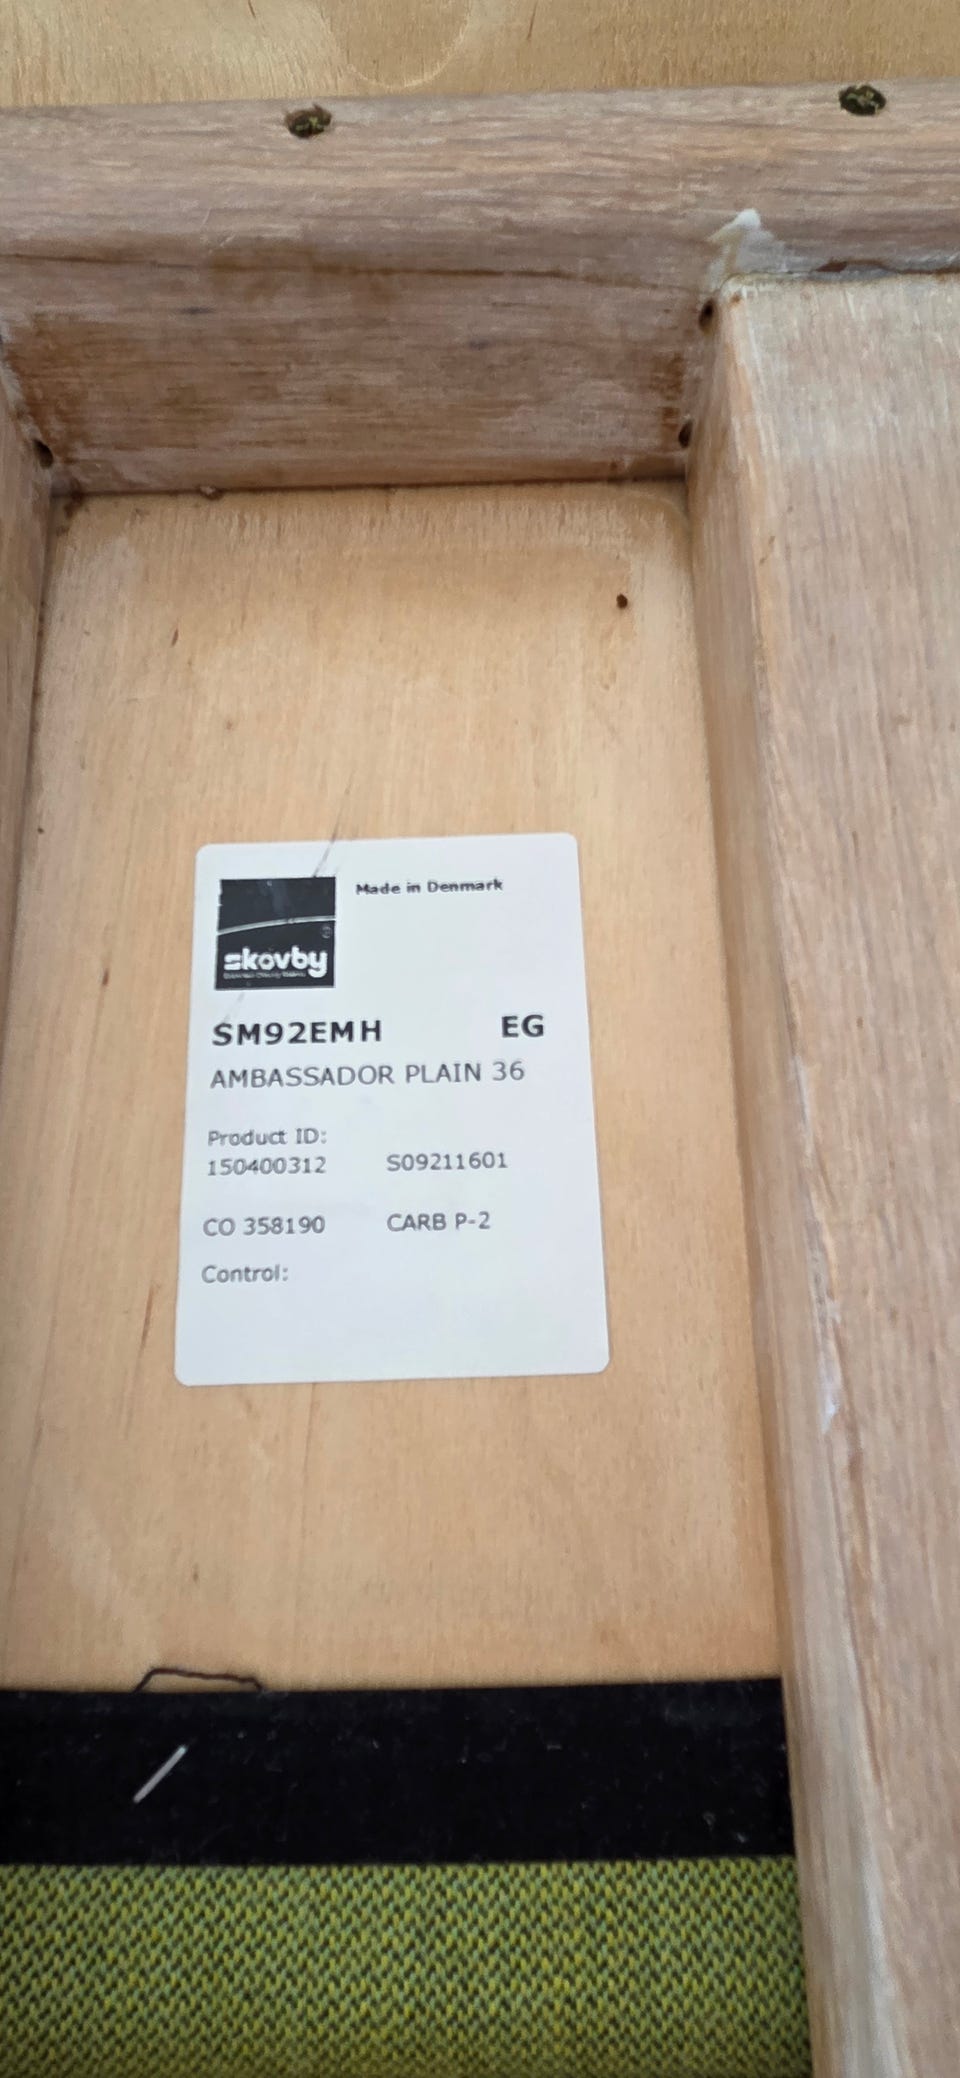 Made in Denmark
skovby
SM92EMH EG
AMBASSADOR PLAIN 36
Product ID:
150400312 S09211601
CO 358190 CARB P-2
Control: